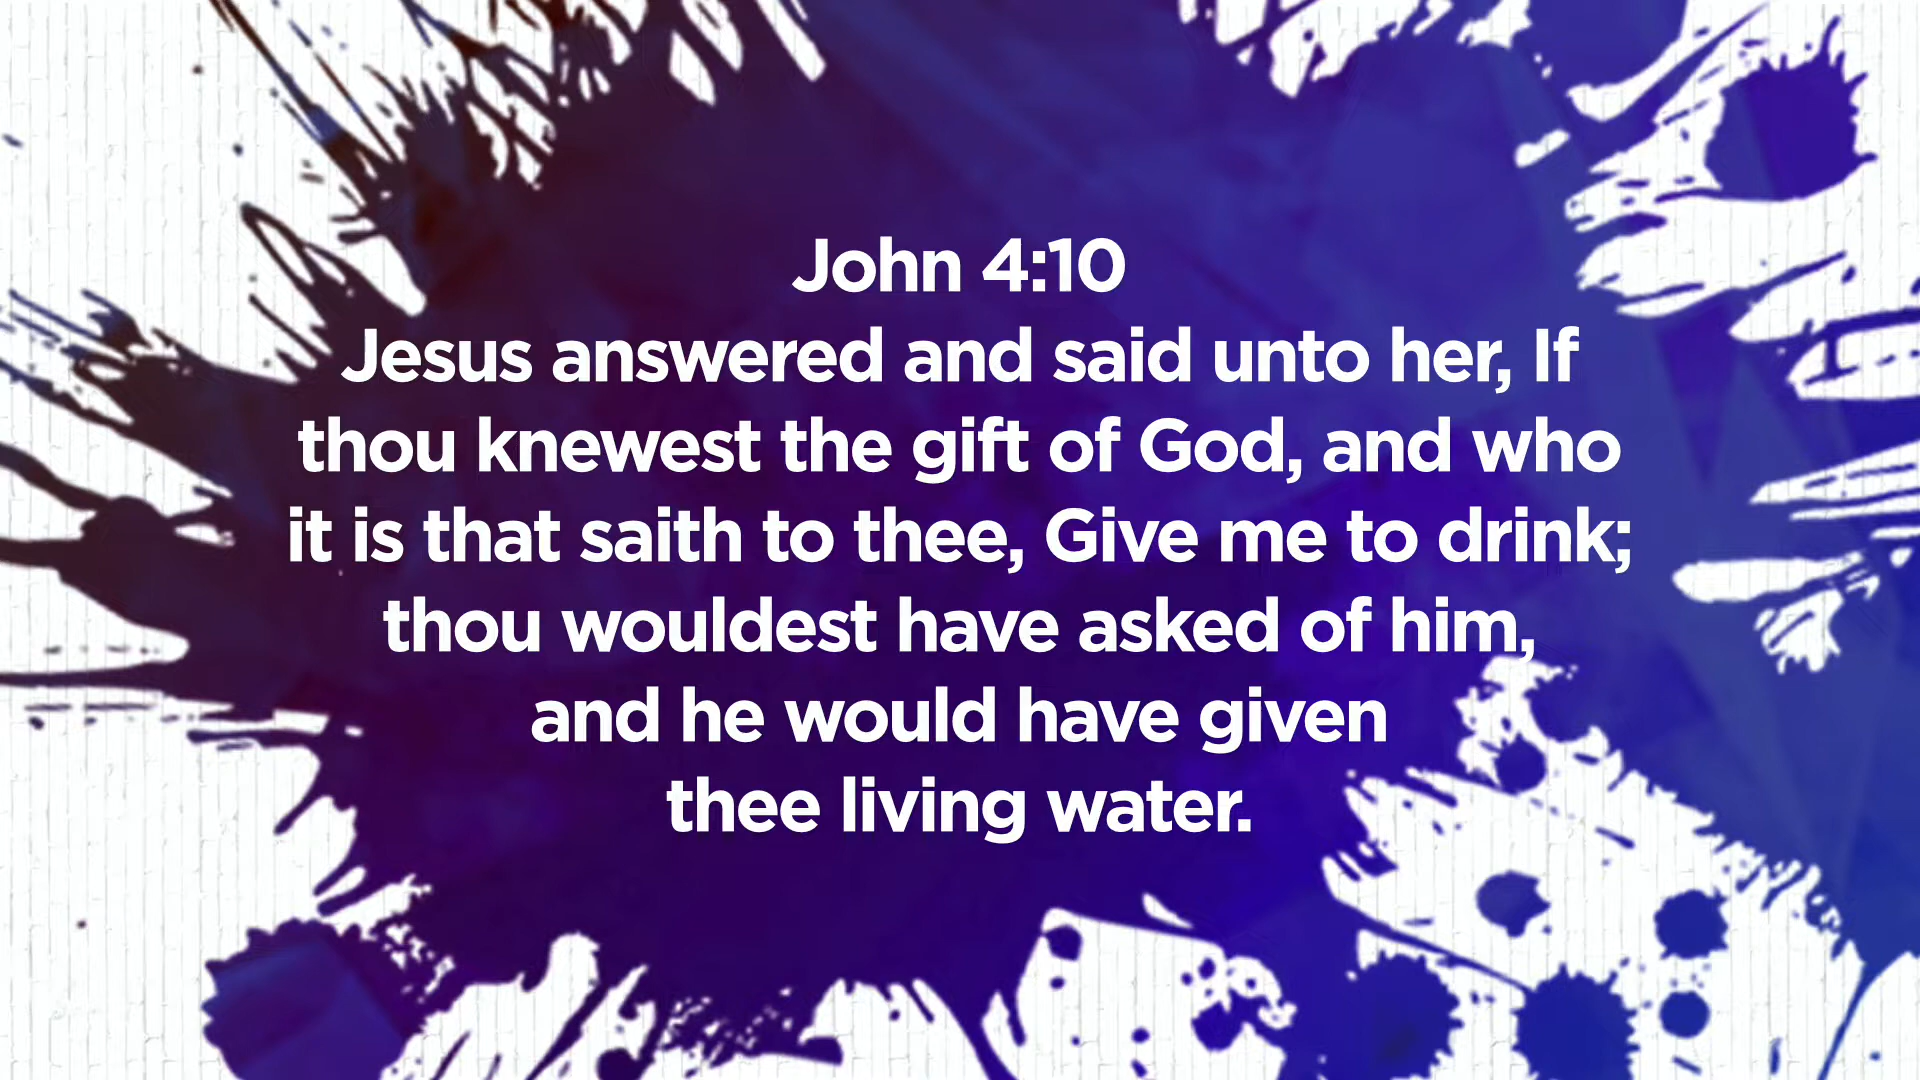 John 4:10
Jesus answered and said unto her, If
thou knewest the gift of God, and who
it is that saith to thee, Give me to drink;
thou wouldest have asked of him,
and he would have given
thee living water.